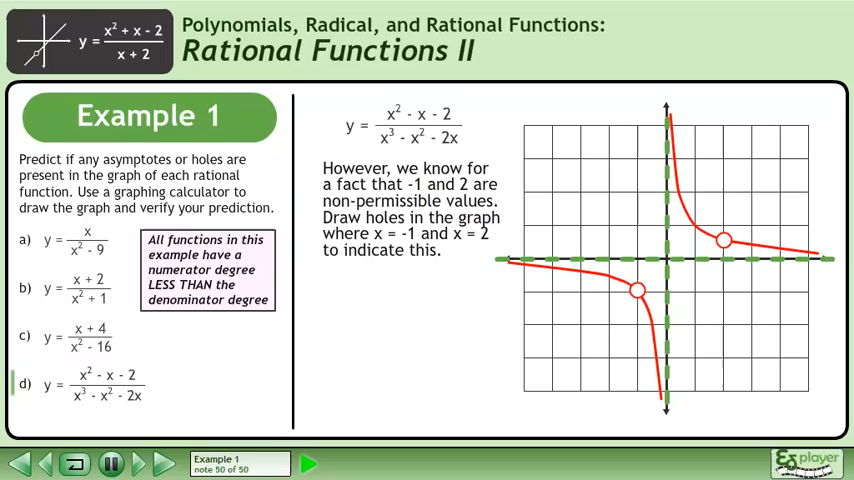 Polynomials, Radical, and Rational Functions:
Rational Functions II
y = x² + x - 2 / x + 2
Example 1
Predict if any asymptotes or holes are
present in the graph of each rational
function. Use a graphing calculator to
draw the graph and verify your prediction.
a) y = x / x² - 9
b) y = x + 2 / x² + 1
c) y = x + 4 / x² - 16
d) y = x² - x - 2 / x³ - x² - 2x
All functions in this
example have a
numerator degree
LESS THAN the
denominator degree
y = x² - x - 2 / x³ - x² - 2x
However, we know for
a fact that -1 and 2 are
non-permissible values.
Draw holes in the graph
where x = -1 and x = 2
to indicate this.
Example 1
note 50 of 50
player